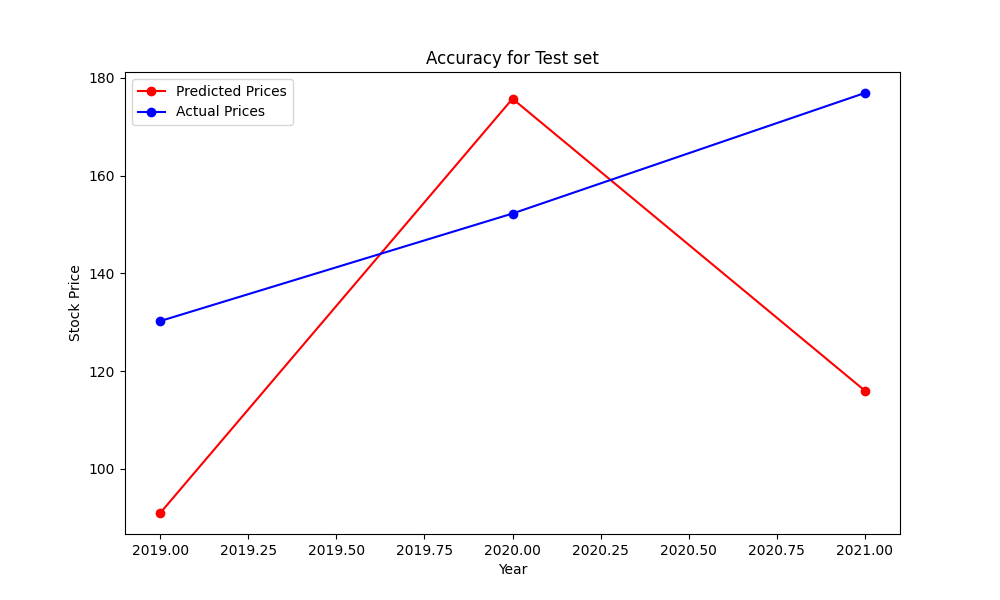 Accuracy for Test set
Predicted Prices
Actual Prices
Stock Price
180
160
140
120
100
2019.00 2019.25 2019.50 2019.75 2020.00 2020.25 2020.50 2020.75 2021.00
Year